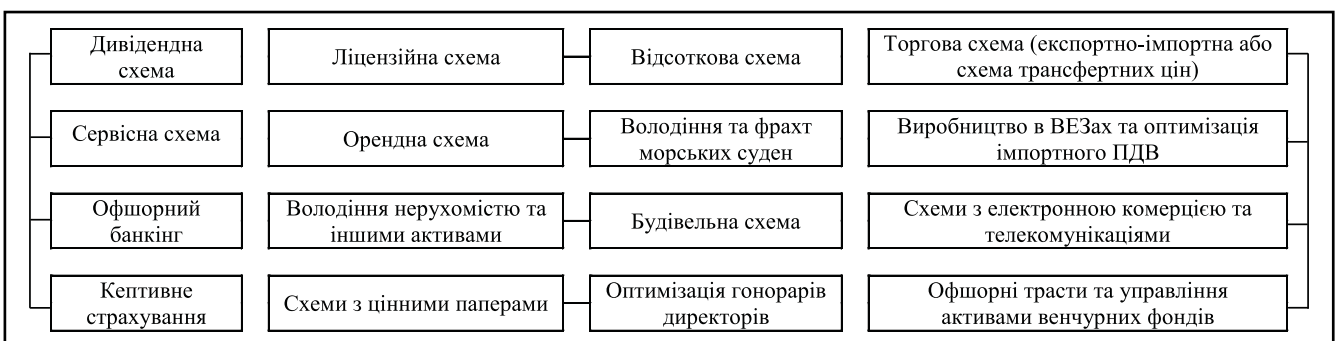 Дивідендна
схема
Ліцензійна схема
Відсоткова схема
Торгова схема (експортно-імпортна або
схема трансфертних цін)
Сервісна схема
Орендна схема
Володіння та фрахт
морських суден
Виробництво в ВЕЗах та оптимізація
імпортного ПДВ
Офшорний
банкінг
Володіння нерухомістю та
іншими активами
Будівельна схема
Схеми з електронною комерцією та
телекомунікаціями
Кептивне
страхування
Схеми з цінними паперами
Оптимізація гонорарів
директорів
Офшорні трасти та управління
активами венчурних фондів